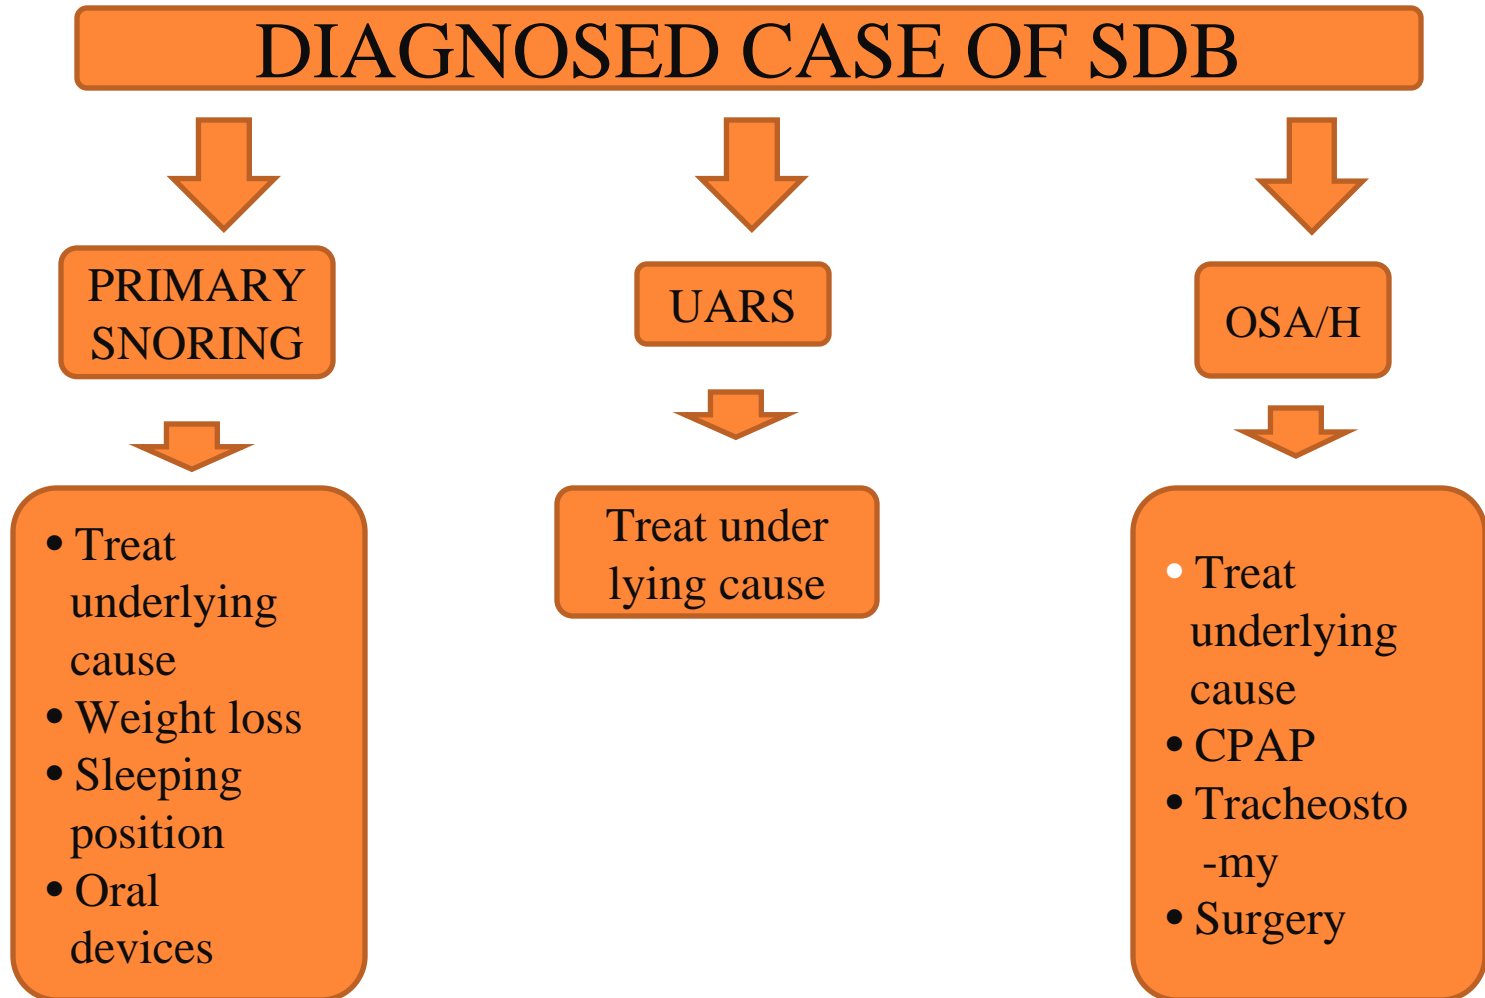 DIAGNOSED CASE OF SDB
PRIMARY
SNORING
UARS
OSA/H
• Treat
underlying
cause
• Weight loss
• Sleeping
position
• Oral
devices
Treat under
lying cause
• Treat
underlying
cause
• CPAP
• Tracheosto
-my
• Surgery